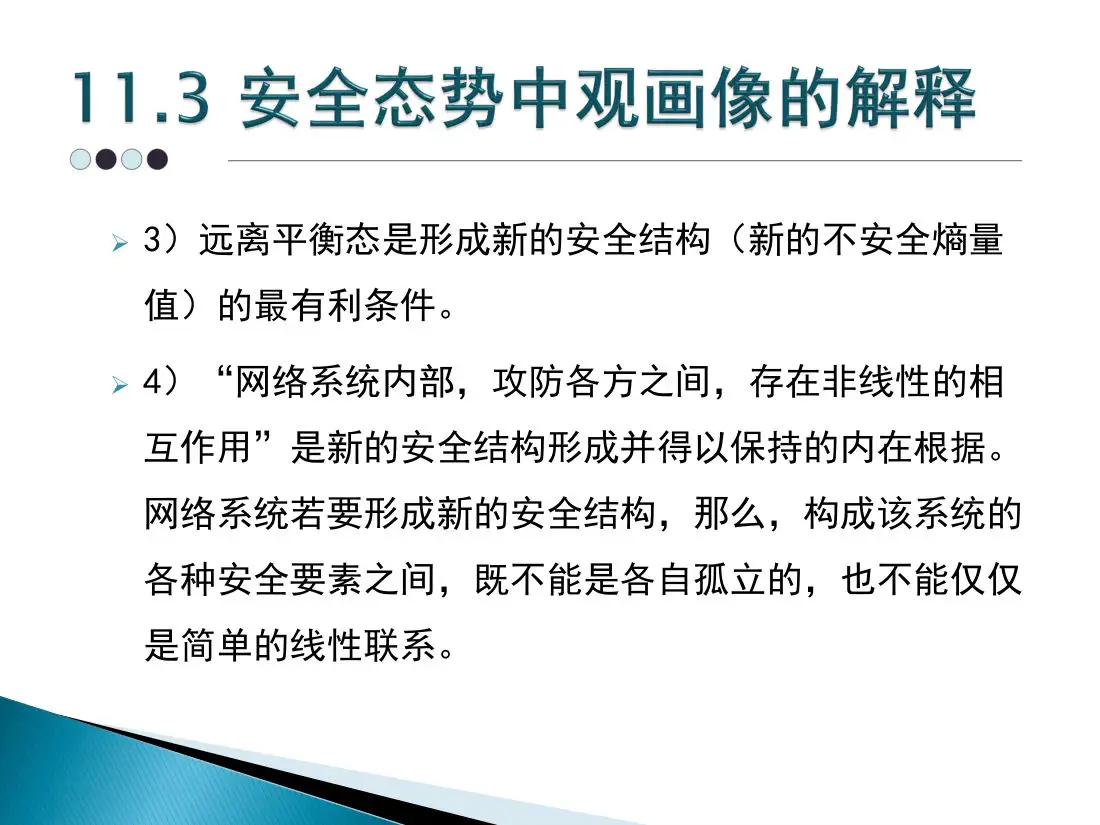 11.3 安全态势中观画像的解释
3）远离平衡态是形成新的安全结构（新的不安全熵量
值）的最有利条件。
4）“网络系统内部，攻防各方之间，存在非线性的相
互作用”是新的安全结构形成并得以保持的内在根据。
网络系统若要形成新的安全结构，那么，构成该系统的
各种安全要素之间，既不能是各自孤立的，也不能仅仅
是简单的线性联系。